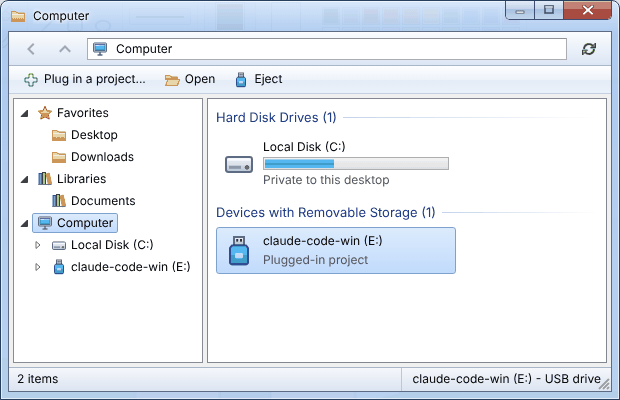 Computer
Computer
Plug in a project...
Open
Eject
Favorites
Desktop
Downloads
Libraries
Documents
Computer
Local Disk (C:)
claude-code-win (E:)
Hard Disk Drives (1)
Local Disk (C:)
Private to this desktop
Devices with Removable Storage (1)
claude-code-win (E:)
Plugged-in project
2 items
claude-code-win (E:) - USB drive